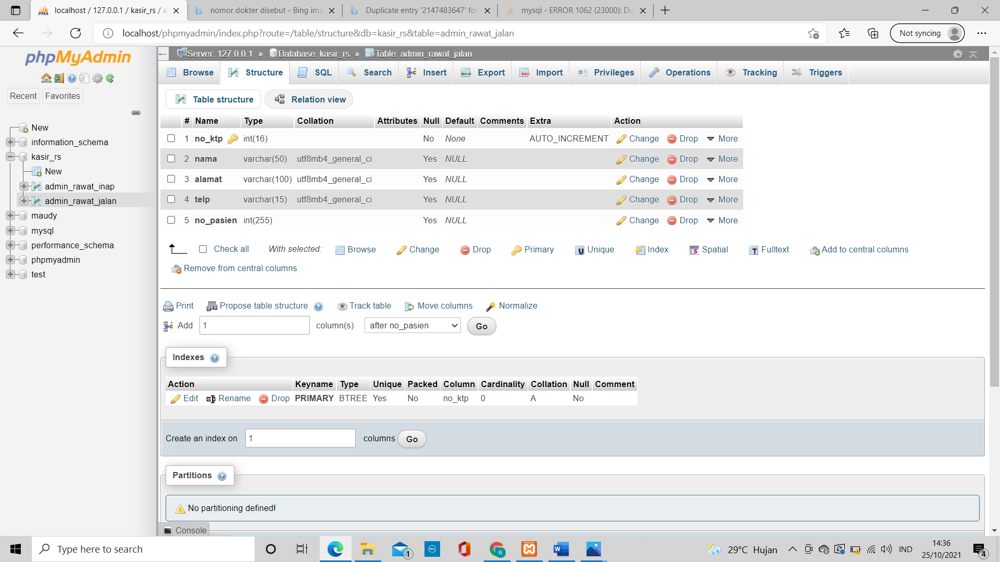 localhost / 127.0.0.1 / kasir_rs / a
nomor dokter disebut - Bing ima
Duplicate entry '2147483647' for
mysql - ERROR 1062 (23000): Du
localhost/phpmyadmin/index.php?route=/table/structure&db=kasir_rs&table=admin_rawat_jalan
Not syncing
phpMyAdmin
Server: 127.0.0.1 » Database: kasir_rs » Table: admin_rawat_jalan
Browse Structure SQL Search Insert Export Import Privileges Operations Tracking Triggers
Recent Favorites
Table structure Relation view
New
information_schema
kasir_rs
New
admin_rawat_inap
admin_rawat_jalan
maudy
mysql
performance_schema
phpmyadmin
test
# Name Type Collation Attributes Null Default Comments Extra Action
1 no_ktp int(16) No None AUTO_INCREMENT Change Drop More
2 nama varchar(50) utf8mb4_general_ci Yes NULL Change Drop More
3 alamat varchar(100) utf8mb4_general_ci Yes NULL Change Drop More
4 telp varchar(15) utf8mb4_general_ci Yes NULL Change Drop More
5 no_pasien int(255) Yes NULL Change Drop More
Check all With selected: Browse Change Drop Primary Unique Index Spatial Fulltext Add to central columns
Remove from central columns
Print Propose table structure Track table Move columns Normalize
Add 1 column(s) after no_pasien Go
Indexes
Action Keyname Type Unique Packed Column Cardinality Collation Null Comment
Edit Rename Drop PRIMARY BTREE Yes No no_ktp 0 A No
Create an index on 1 columns Go
Partitions
No partitioning defined!
Console
Type here to search
1
29°C Hujan
IND
14:36
25/10/2021
4